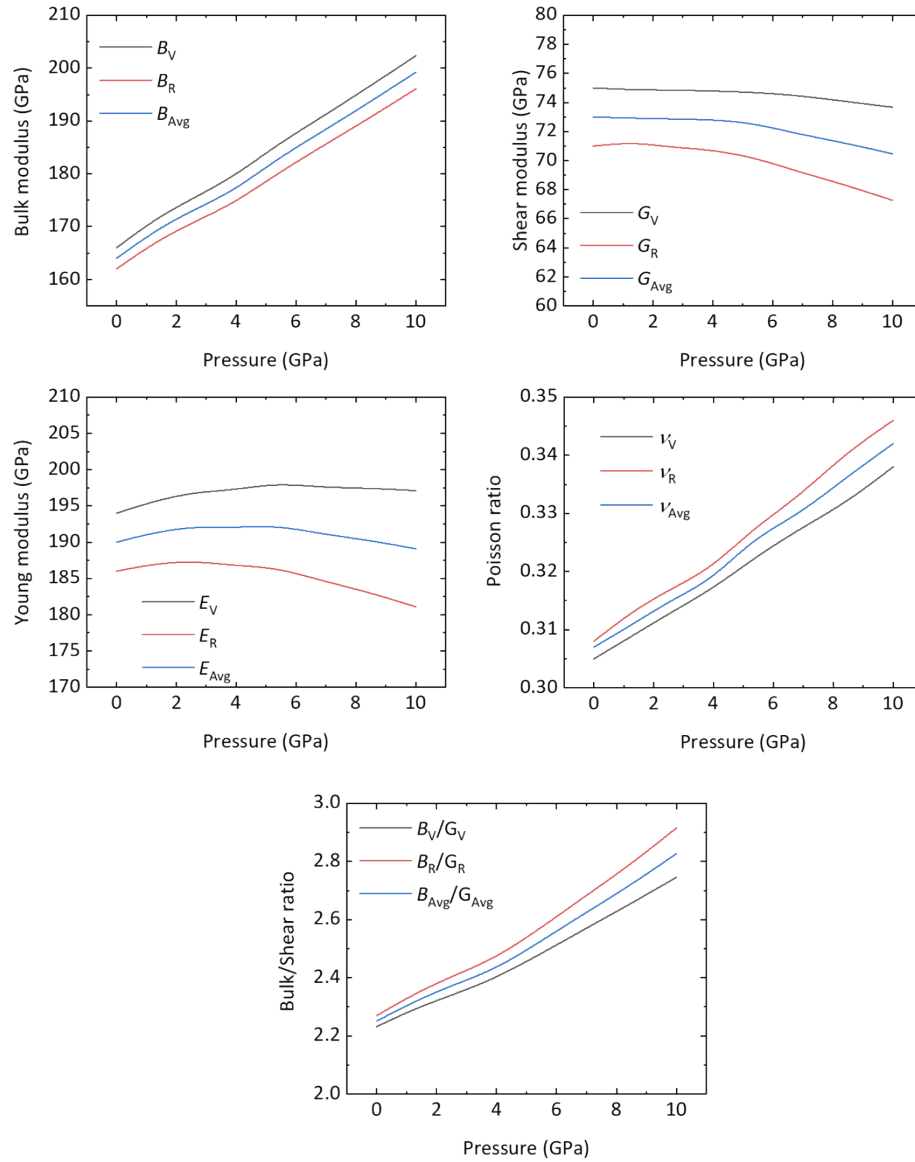 Bulk modulus (GPa)
210
200
190
180
170
160
B_V
B_R
B_Avg
0 2 4 6 8 10
Pressure (GPa)
Shear modulus (GPa)
80
78
76
74
72
70
68
66
64
62
60
G_V
G_R
G_Avg
0 2 4 6 8 10
Pressure (GPa)
Young modulus (GPa)
210
205
200
195
190
185
180
175
170
E_V
E_R
E_Avg
0 2 4 6 8 10
Pressure (GPa)
Poisson ratio
0.35
0.34
0.33
0.32
0.31
0.30
ν_V
ν_R
ν_Avg
0 2 4 6 8 10
Pressure (GPa)
Bulk/Shear ratio
3.0
2.8
2.6
2.4
2.2
2.0
B_V/G_V
B_R/G_R
B_Avg/G_Avg
0 2 4 6 8 10
Pressure (GPa)